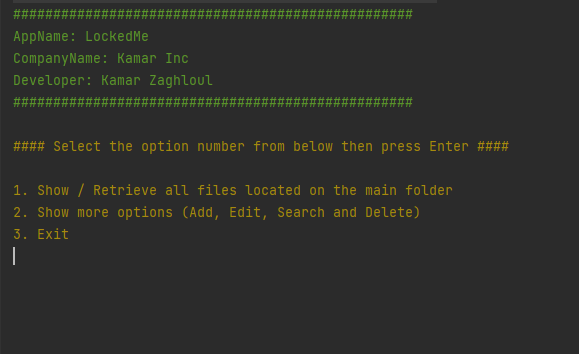 ##################################################
AppName: LockedMe
CompanyName: Kamar Inc
Developer: Kamar Zaghloul
##################################################
#### Select the option number from below then press Enter ####
1. Show / Retrieve all files located on the main folder
2. Show more options (Add, Edit, Search and Delete)
3. Exit